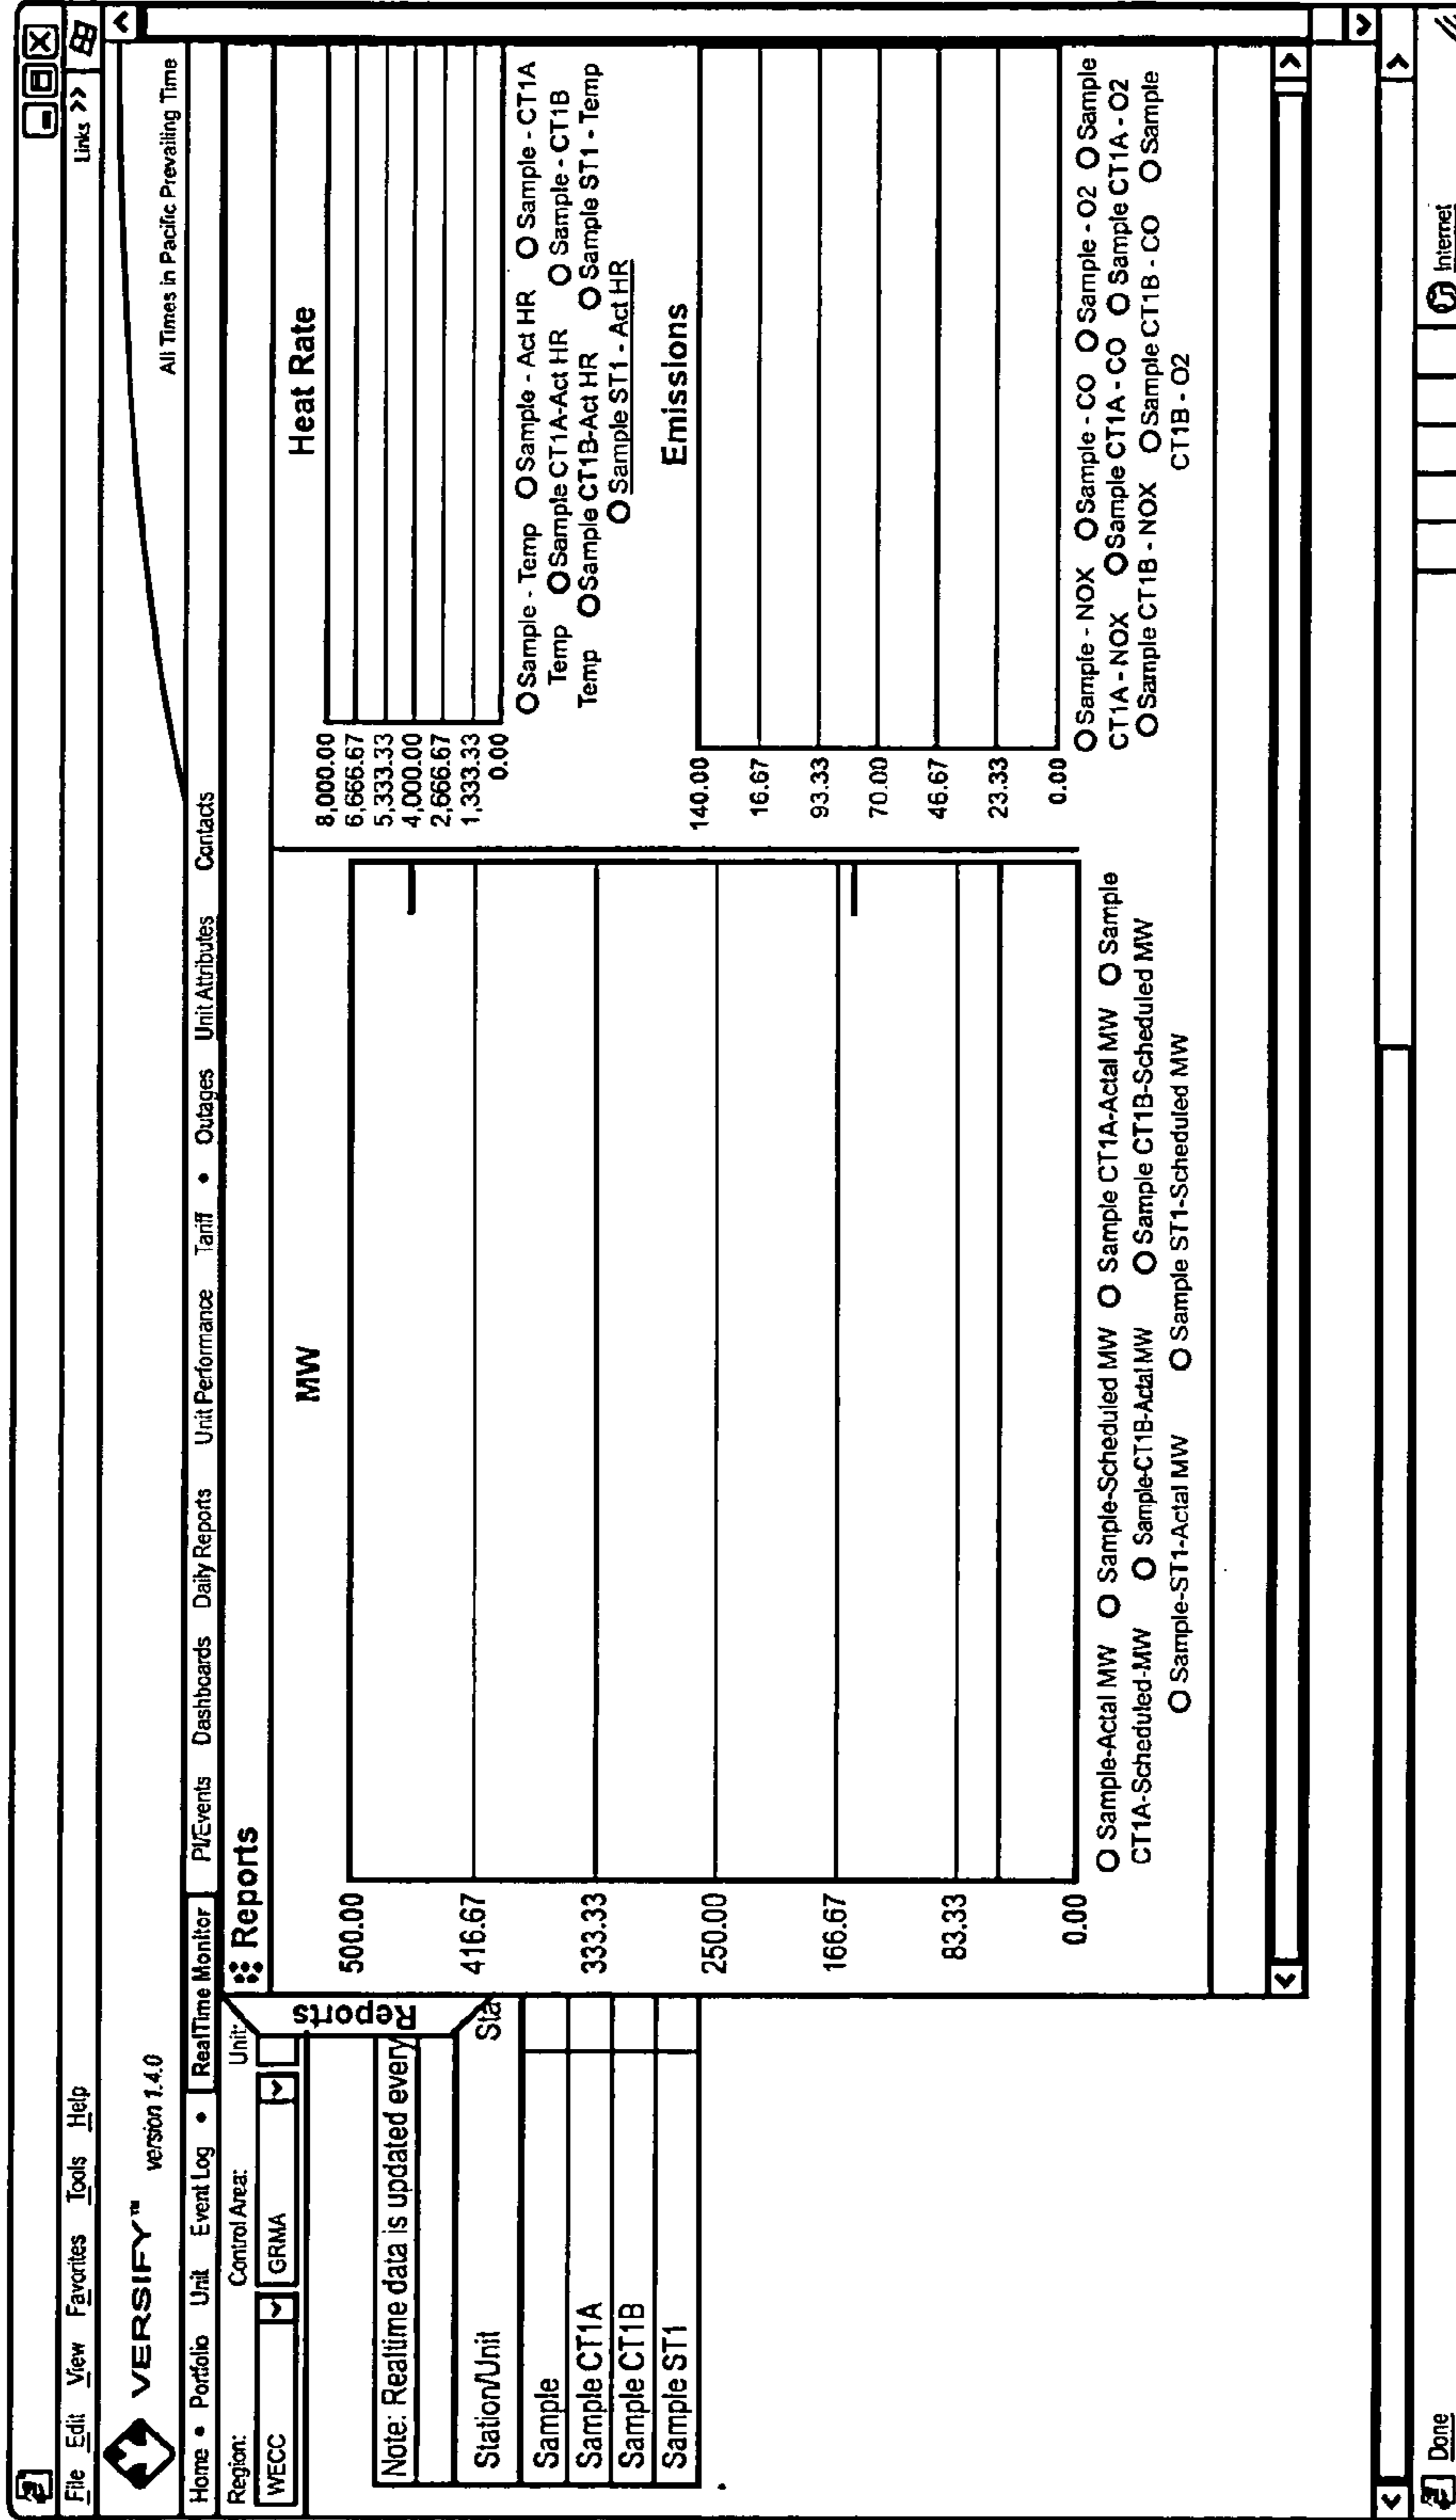 File Edit View Favorites Tools Help
Links >>
VERSIFY™ version 1.4.0
All Times in Pacific Prevailing Time
Home • Portfolio Unit Event Log • RealTime Monitor PI/Events Dashboards Daily Reports Unit Performance Tariff • Outages Unit Attributes Contacts
Region: Control Area: Unit:
WECC GRMA
Reports
Note: Realtime data is updated every
Station/Unit Sta
Sample
Sample CT1A
Sample CT1B
Sample ST1
Reports
MW
500.00
416.67
333.33
250.00
166.67
83.33
0.00
Sample-Actal MW Sample-Scheduled MW Sample CT1A-Actal MW Sample
CT1A-Scheduled-MW Sample-CT1B-Actal MW Sample CT1B-Scheduled MW
Sample-ST1-Actal MW Sample ST1-Scheduled MW
Heat Rate
8,000.00
6,666.67
5,333.33
4,000.00
2,666.67
1,333.33
0.00
Sample - Temp Sample - Act HR Sample - CT1A
Temp Sample CT1A-Act HR Sample - CT1B
Temp Sample CT1B-Act HR Sample ST1 - Temp
Sample ST1 - Act HR
Emissions
140.00
16.67
93.33
70.00
46.67
23.33
0.00
Sample - NOX Sample - CO Sample - O2 Sample
CT1A - NOX Sample CT1A - CO Sample CT1A - O2
Sample CT1B - NOX Sample CT1B - CO Sample
CT1B - O2
Done
Internet